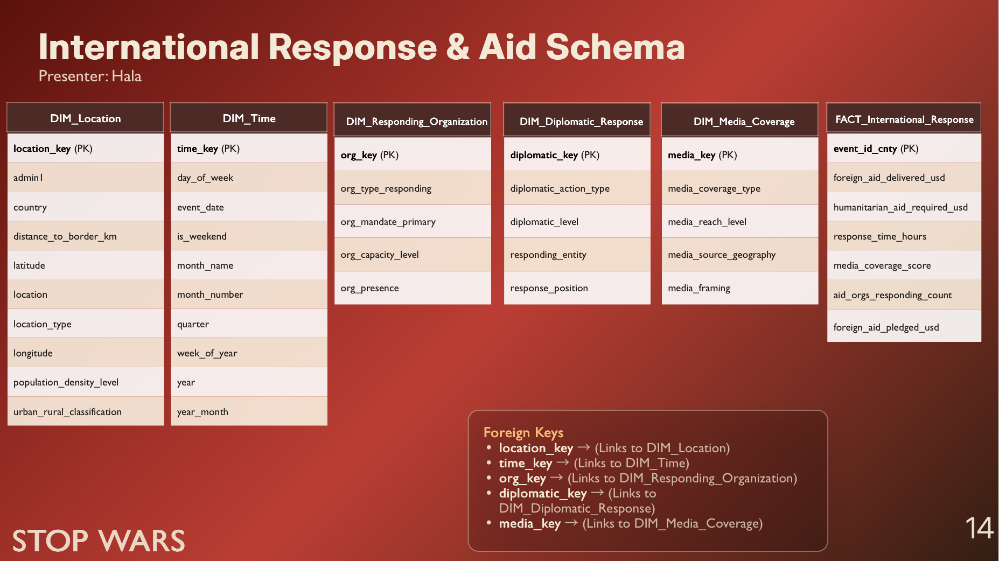 International Response & Aid Schema
Presenter: Hala
DIM_Location
location_key (PK)
admin1
country
distance_to_border_km
latitude
location
location_type
longitude
population_density_level
urban_rural_classification
DIM_Time
time_key (PK)
day_of_week
event_date
is_weekend
month_name
month_number
quarter
week_of_year
year
year_month
DIM_Responding_Organization
org_key (PK)
org_type_responding
org_mandate_primary
org_capacity_level
org_presence
DIM_Diplomatic_Response
diplomatic_key (PK)
diplomatic_action_type
diplomatic_level
responding_entity
response_position
DIM_Media_Coverage
media_key (PK)
media_coverage_type
media_reach_level
media_source_geography
media_framing
FACT_International_Response
event_id_cnty (PK)
foreign_aid_delivered_usd
humanitarian_aid_required_usd
response_time_hours
media_coverage_score
aid_orgs_responding_count
foreign_aid_pledged_usd
Foreign Keys
• location_key → (Links to DIM_Location)
• time_key → (Links to DIM_Time)
• org_key → (Links to DIM_Responding_Organization)
• diplomatic_key → (Links to
DIM_Diplomatic_Response)
• media_key → (Links to DIM_Media_Coverage)
STOP WARS
14